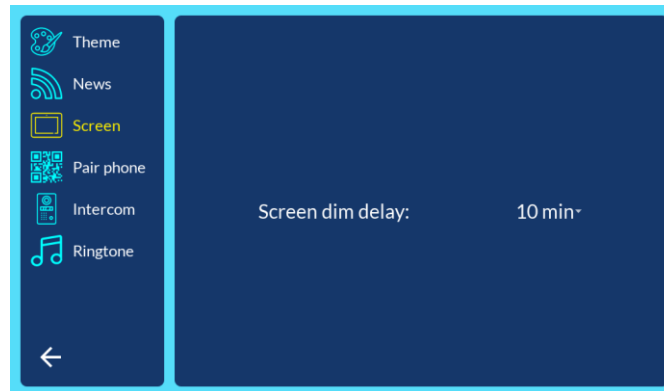 Theme
News
Screen
Pair phone
Intercom
Ringtone
Screen dim delay: 10 min